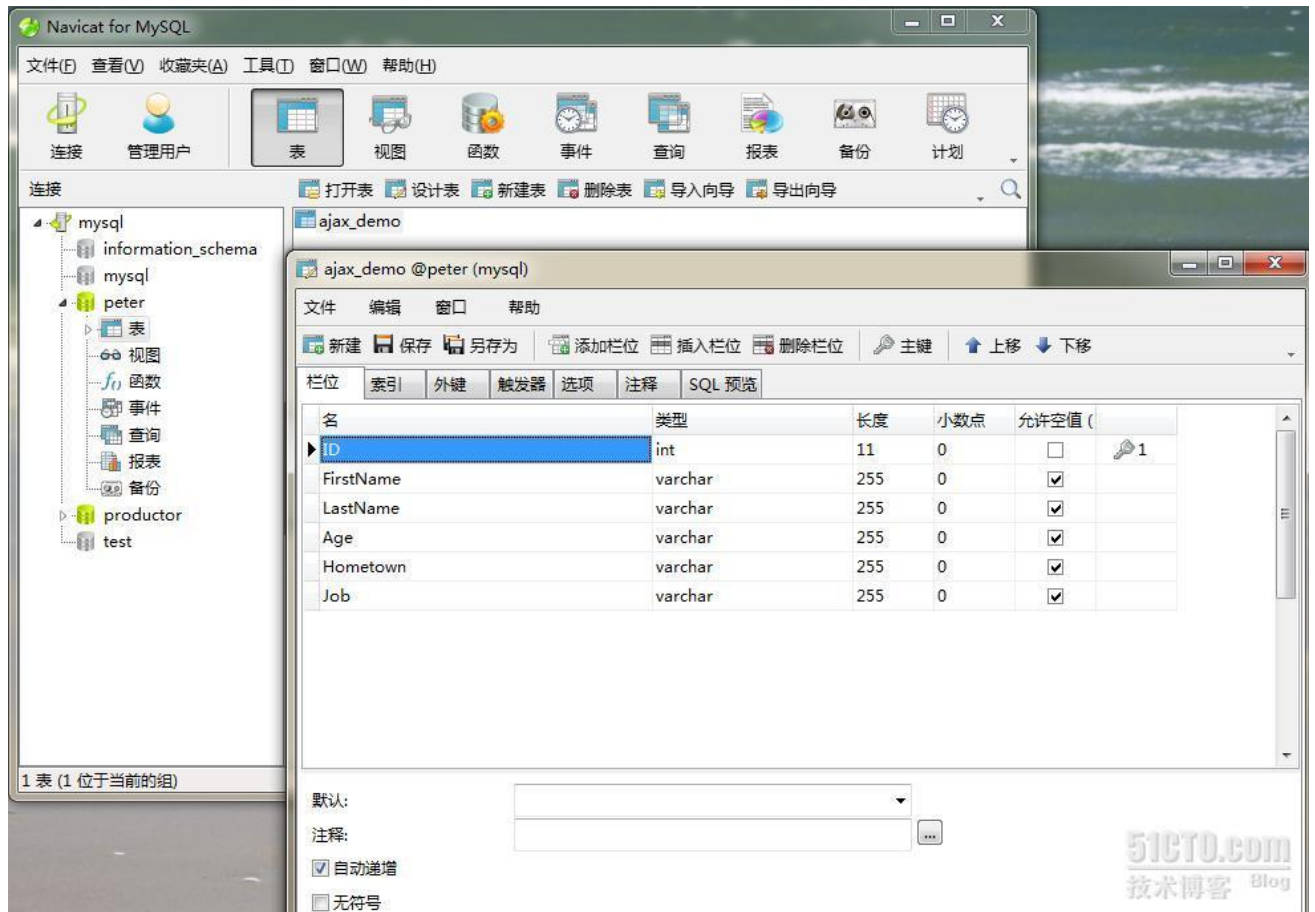 Navicat for MySQL
文件(F) 查看(V) 收藏夹(A) 工具(T) 窗口(W) 帮助(H)
连接 管理用户 表 视图 函数 事件 查询 报表 备份 计划
连接 打开表 设计表 新建表 删除表 导入向导 导出向导
mysql
information_schema
mysql
peter
表
视图
函数
事件
查询
报表
备份
productor
test
1 表 (1 位于当前的组)
ajax_demo
ajax_demo @peter (mysql)
文件 编辑 窗口 帮助
新建 保存 另存为 添加栏位 插入栏位 删除栏位 主键 上移 下移
栏位 索引 外键 触发器 选项 注释 SQL 预览
名 类型 长度 小数点 允许空值 (
ID int 11 0 1
FirstName varchar 255 0
LastName varchar 255 0
Age varchar 255 0
Hometown varchar 255 0
Job varchar 255 0
默认:
注释:
...
自动递增
无符号
51CTO.com
技术博客 Blog